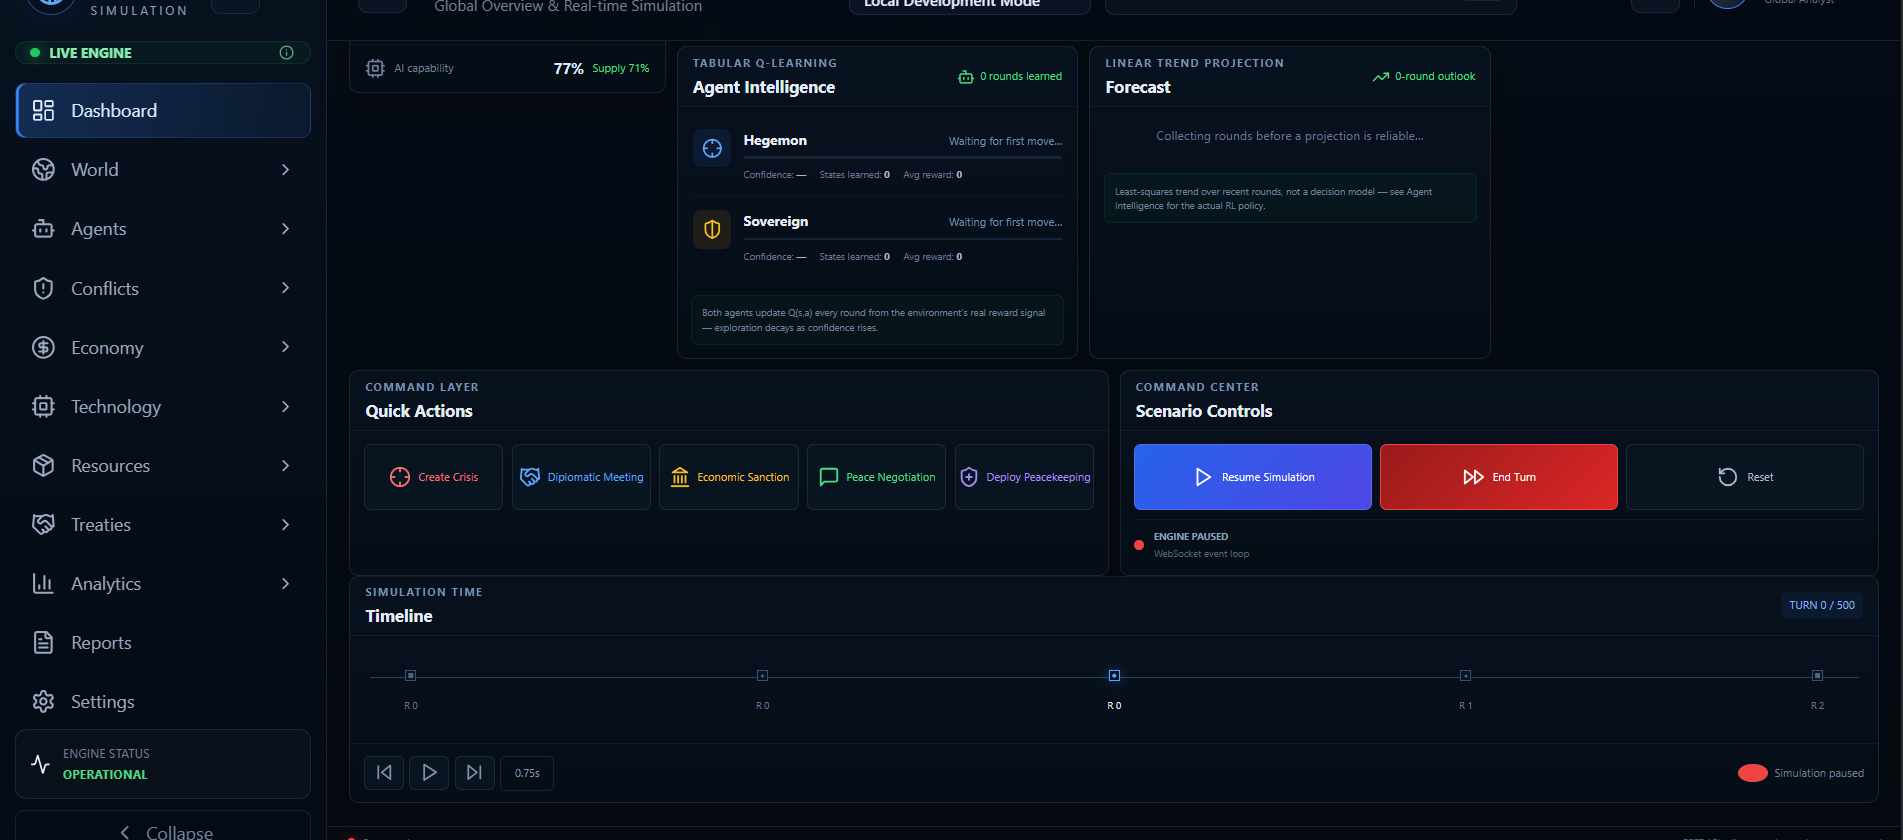 SIMULATION
LIVE ENGINE
Dashboard
World
Agents
Conflicts
Economy
Technology
Resources
Treaties
Analytics
Reports
Settings
ENGINE STATUS
OPERATIONAL
Collapse
Global Overview & Real-time Simulation
Local Development Mode
Global Analyst
AI capability
77% Supply 71%
TABULAR Q-LEARNING
Agent Intelligence
0 rounds learned
Hegemon
Waiting for first move...
Confidence: — States learned: 0 Avg reward: 0
Sovereign
Waiting for first move...
Confidence: — States learned: 0 Avg reward: 0
Both agents update Q(s,a) every round from the environment's real reward signal
— exploration decays as confidence rises.
LINEAR TREND PROJECTION
Forecast
0-round outlook
Collecting rounds before a projection is reliable...
Least-squares trend over recent rounds, not a decision model — see Agent
Intelligence for the actual RL policy.
COMMAND LAYER
Quick Actions
Create Crisis
Diplomatic Meeting
Economic Sanction
Peace Negotiation
Deploy Peacekeeping
COMMAND CENTER
Scenario Controls
Resume Simulation
End Turn
Reset
ENGINE PAUSED
WebSocket event loop
SIMULATION TIME
Timeline
TURN 0 / 500
R 0
R 0
R 0
R 1
R 2
0.75s
Simulation paused